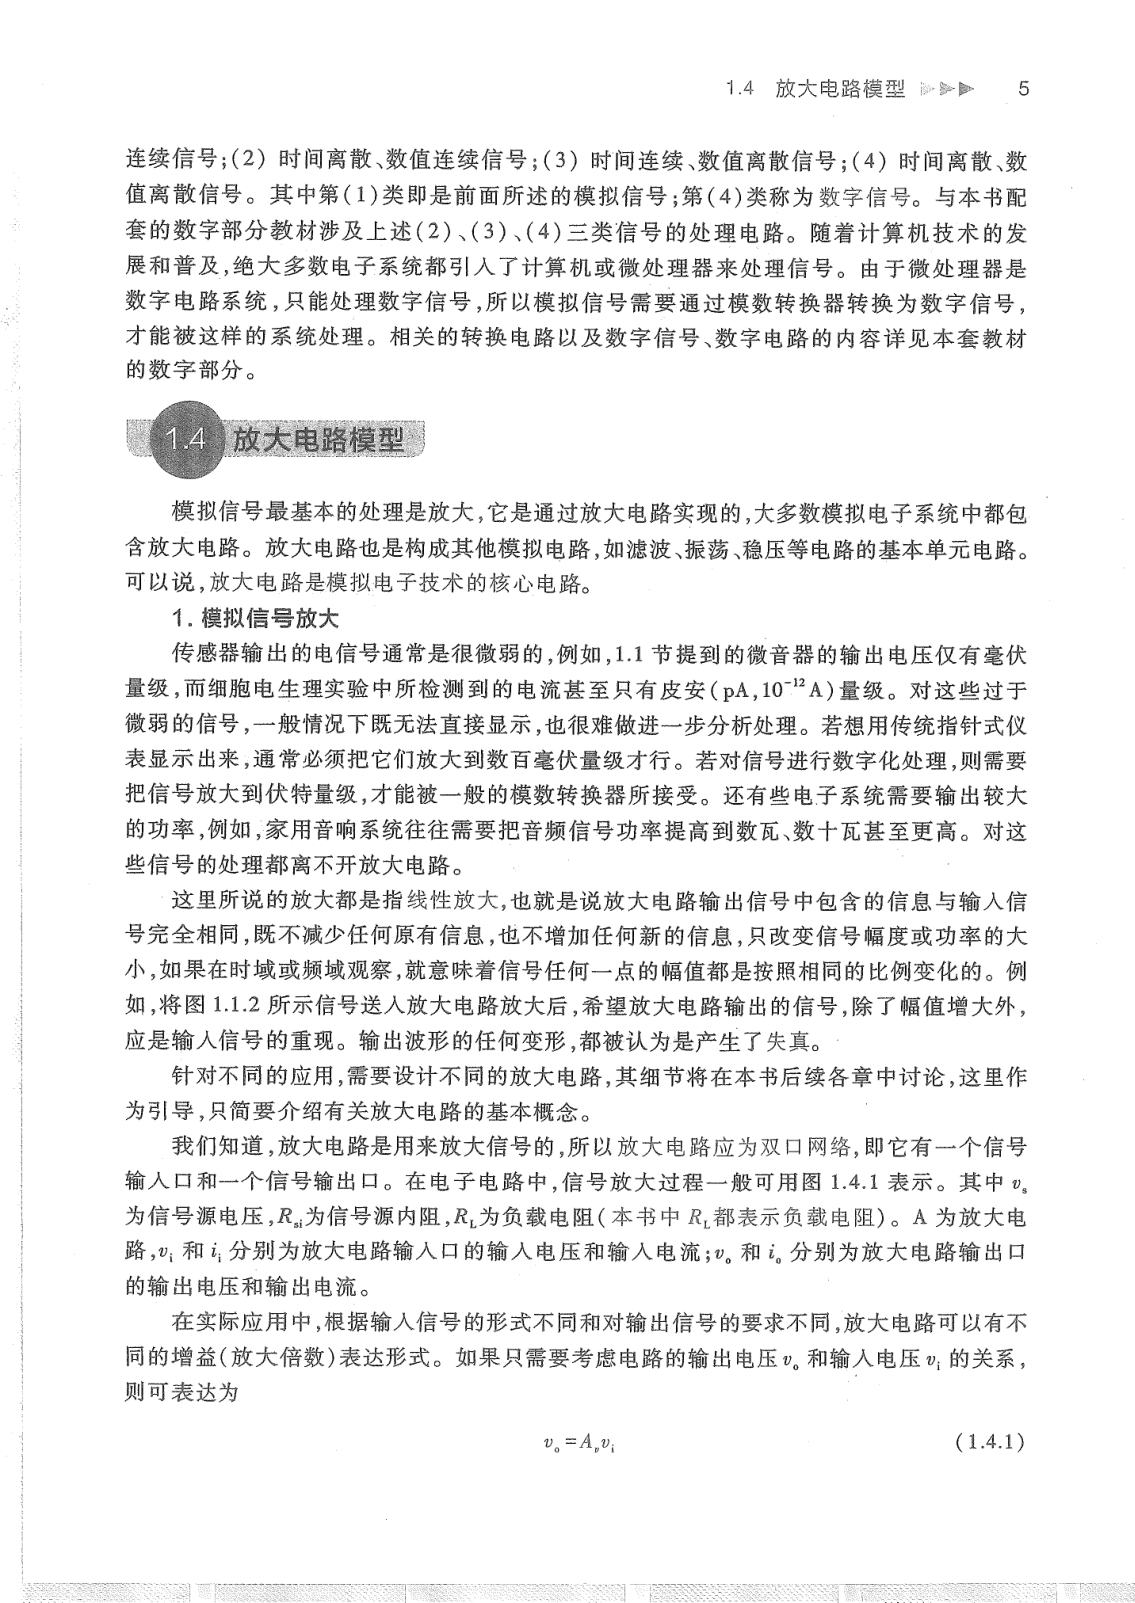 1.4 放大电路模型 5
连续信号;(2) 时间离散、数值连续信号;(3) 时间连续、数值离散信号;(4) 时间离散、数
值离散信号。其中第(1)类即是前面所述的模拟信号;第(4)类称为数字信号。与本书配
套的数字部分教材涉及上述(2)、(3)、(4)三类信号的处理电路。随着计算机技术的发
展和普及,绝大多数电子系统都引入了计算机或微处理器来处理信号。由于微处理器是
数字电路系统,只能处理数字信号,所以模拟信号需要通过模数转换器转换为数字信号,
才能被这样的系统处理。相关的转换电路以及数字信号、数字电路的内容详见本套教材
的数字部分。
1.4 放大电路模型
模拟信号最基本的处理是放大,它是通过放大电路实现的,大多数模拟电子系统中都包
含放大电路。放大电路也是构成其他模拟电路,如滤波、振荡、稳压等电路的基本单元电路。
可以说,放大电路是模拟电子技术的核心电路。
1. 模拟信号放大
传感器输出的电信号通常是很微弱的,例如,1.1 节提到的微音器的输出电压仅有毫伏
量级,而细胞电生理实验中所检测到的电流甚至只有皮安(pA,10⁻¹²A)量级。对这些过于
微弱的信号,一般情况下既无法直接显示,也很难做进一步分析处理。若想用传统指针式仪
表显示出来,通常必须把它们放大到数百毫伏量级才行。若对信号进行数字化处理,则需要
把信号放大到伏特量级,才能被一般的模数转换器所接受。还有些电子系统需要输出较大
的功率,例如,家用音响系统往往需要把音频信号功率提高到数瓦、数十瓦甚至更高。对这
些信号的处理都离不开放大电路。
这里所说的放大都是指线性放大,也就是说放大电路输出信号中包含的信息与输入信
号完全相同,既不减少任何原有信息,也不增加任何新的信息,只改变信号幅度或功率的大
小,如果在时域或频域观察,就意味着信号任何一点的幅值都是按照相同的比例变化的。例
如,将图 1.1.2 所示信号送入放大电路放大后,希望放大电路输出的信号,除了幅值增大外,
应是输入信号的重现。输出波形的任何变形,都被认为是产生了失真。
针对不同的应用,需要设计不同的放大电路,其细节将在本书后续各章中讨论,这里作
为引导,只简要介绍有关放大电路的基本概念。
我们知道,放大电路是用来放大信号的,所以放大电路应为双口网络,即它有一个信号
输入口和一个信号输出口。在电子电路中,信号放大过程一般可用图 1.4.1 表示。其中 vₛ
为信号源电压,Rₛᵢ为信号源内阻,R_L为负载电阻(本书中 R_L都表示负载电阻)。A 为放大电
路,vᵢ 和 iᵢ 分别为放大电路输入口的输入电压和输入电流;vₒ 和 iₒ 分别为放大电路输出口
的输出电压和输出电流。
在实际应用中,根据输入信号的形式不同和对输出信号的要求不同,放大电路可以有不
同的增益(放大倍数)表达形式。如果只需要考虑电路的输出电压 vₒ 和输入电压 vᵢ 的关系,
则可表达为
vₒ=Aᵥvᵢ (1.4.1)